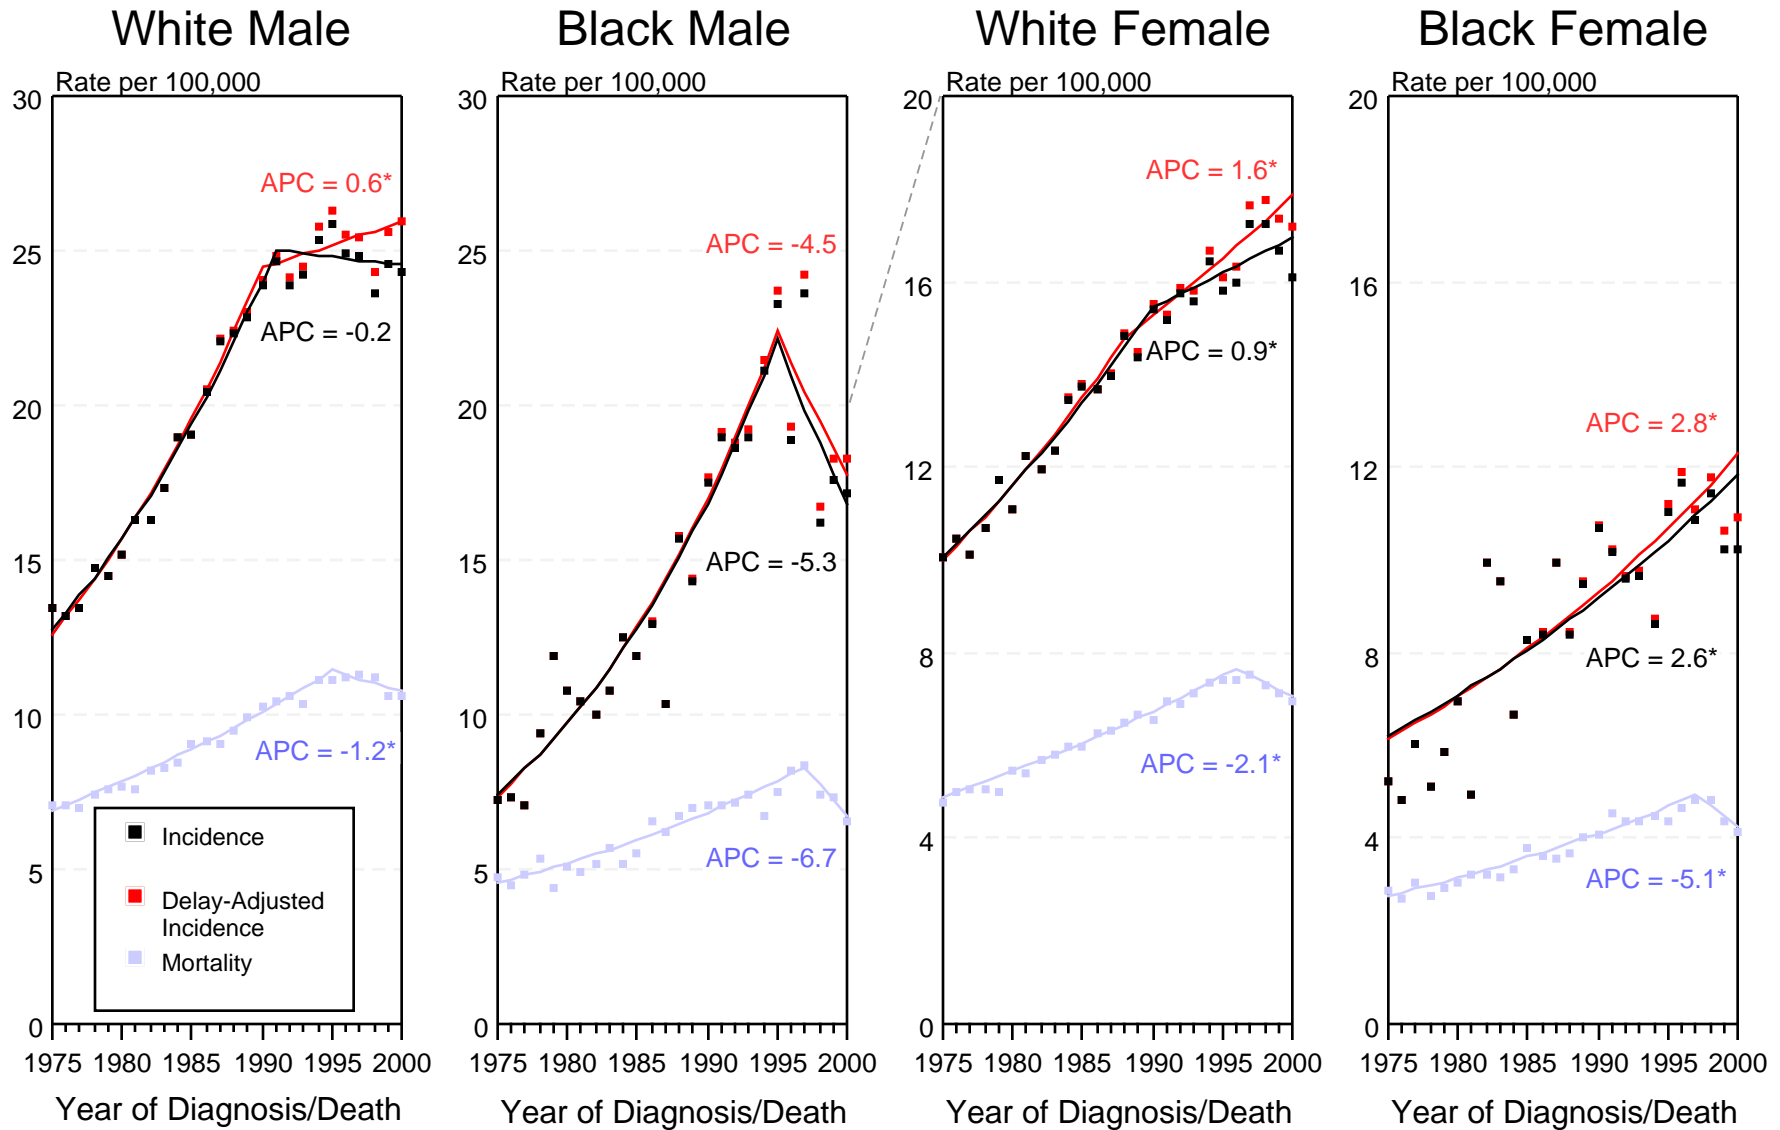 White Male
Rate per 100,000
30
25
20
15
10
5
0
APC = 0.6*
APC = -0.2
APC = -1.2*
Incidence
Delay-Adjusted
Incidence
Mortality
1975 1980 1985 1990 1995 2000
Year of Diagnosis/Death
Black Male
Rate per 100,000
30
25
20
15
10
5
0
APC = -4.5
APC = -5.3
APC = -6.7
1975 1980 1985 1990 1995 2000
Year of Diagnosis/Death
White Female
Rate per 100,000
20
16
12
8
4
0
APC = 1.6*
APC = 0.9*
APC = -2.1*
1975 1980 1985 1990 1995 2000
Year of Diagnosis/Death
Black Female
Rate per 100,000
20
16
12
8
4
0
APC = 2.8*
APC = 2.6*
APC = -5.1*
1975 1980 1985 1990 1995 2000
Year of Diagnosis/Death